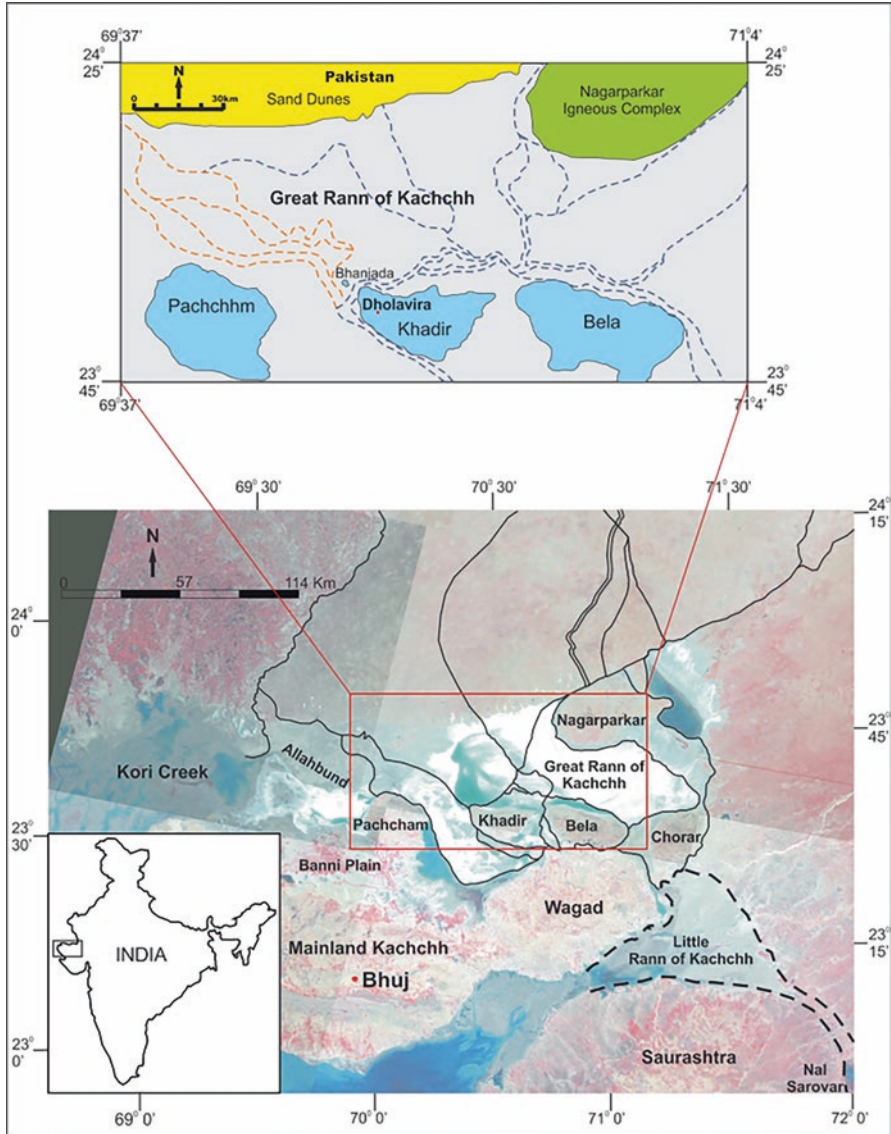 69° 37'
71° 4'
24°
25'
24°
25'
N
0 30km
Pakistan
Sand Dunes
Nagarparkar
Igneous Complex
Great Rann of Kachchh
Bhanjada
Pachchhm
Dholavira
Khadir
Bela
23°
45'
23°
45'
69° 37'
71° 4'
69° 30'
70° 30'
71° 30'
24°
15'
N
0 57 114 Km
24°
0'
Nagarparkar
23°
45'
Kori Creek
Allahbund
Great Rann of
Kachchh
Pachcham
Khadir
Bela
Chorar
23°
30'
Banni Plain
Wagad
INDIA
Mainland Kachchh
Little
Rann of Kachchh
23°
15'
Bhuj
23°
0'
Saurashtra
Nal
Sarovar
69° 0'
70° 0'
71° 0'
72° 0'